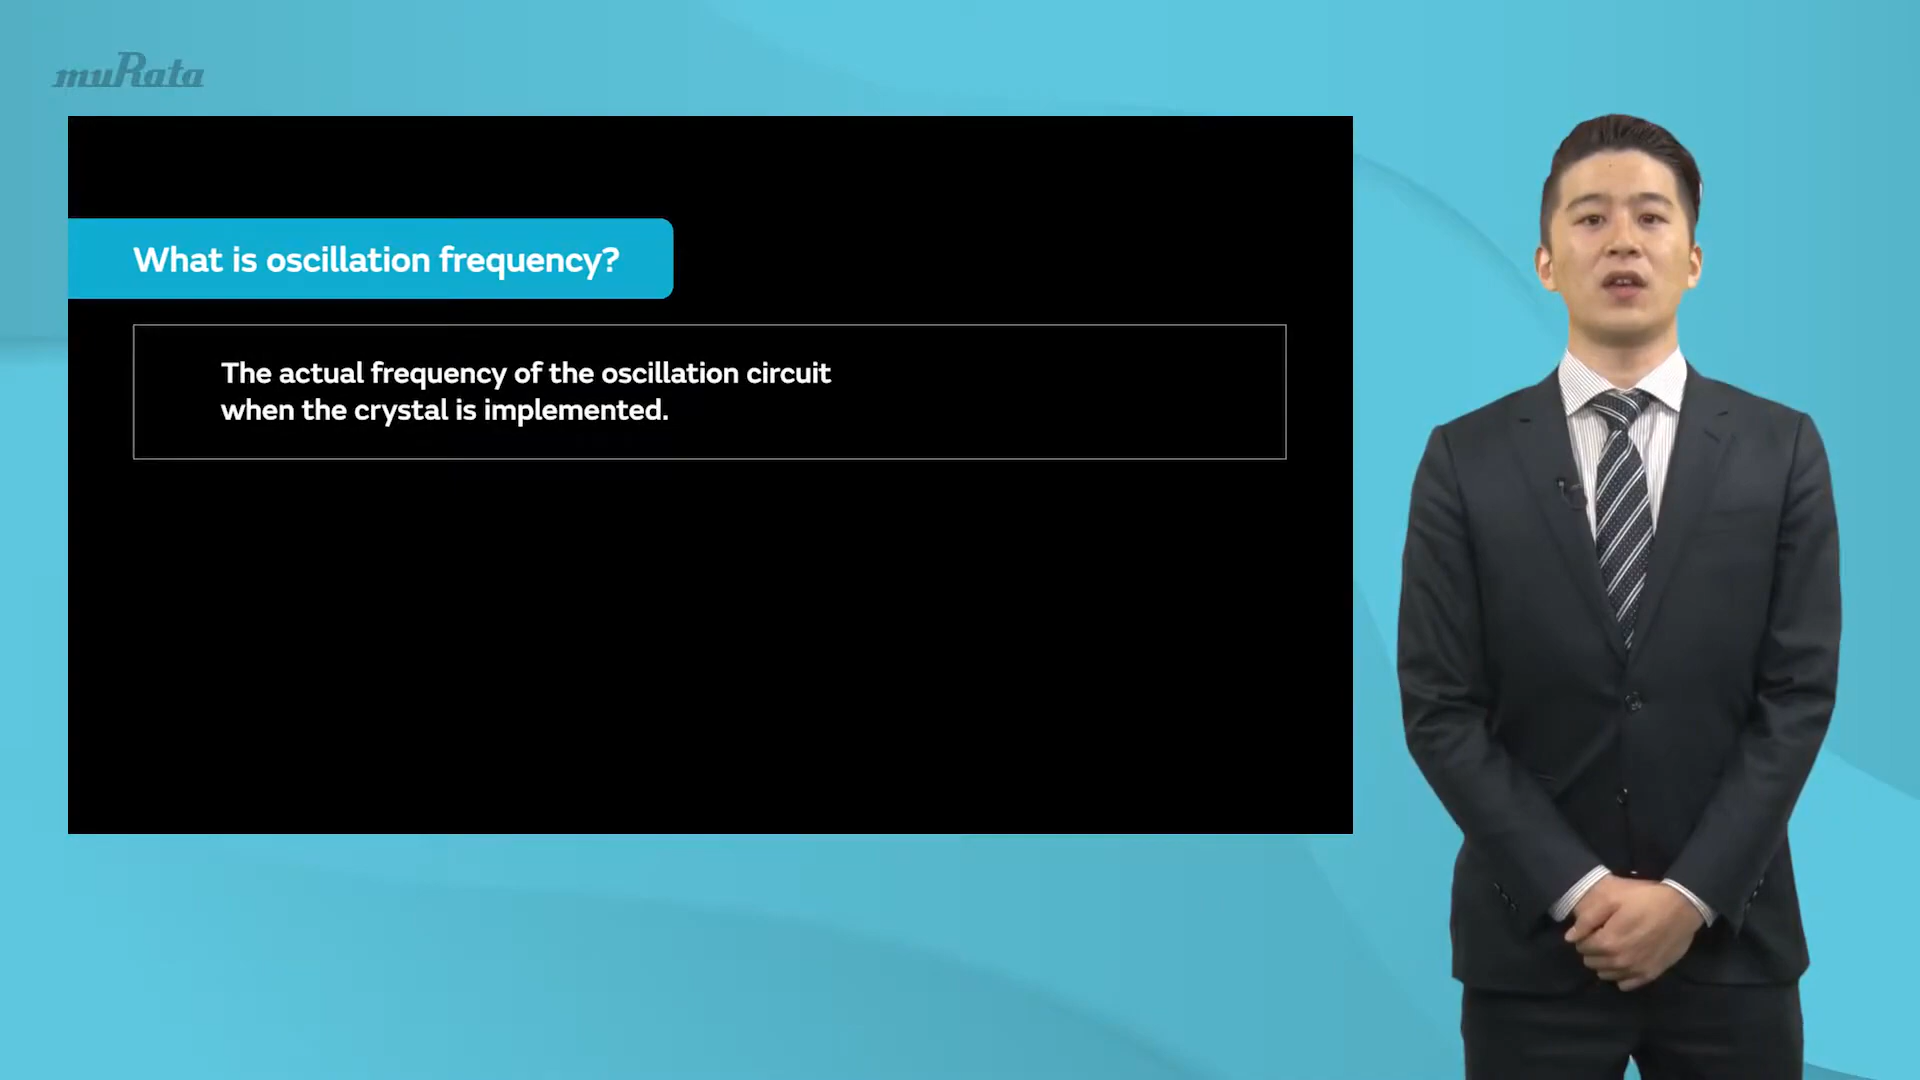 muRata
What is oscillation frequency?
The actual frequency of the oscillation circuit
when the crystal is implemented.